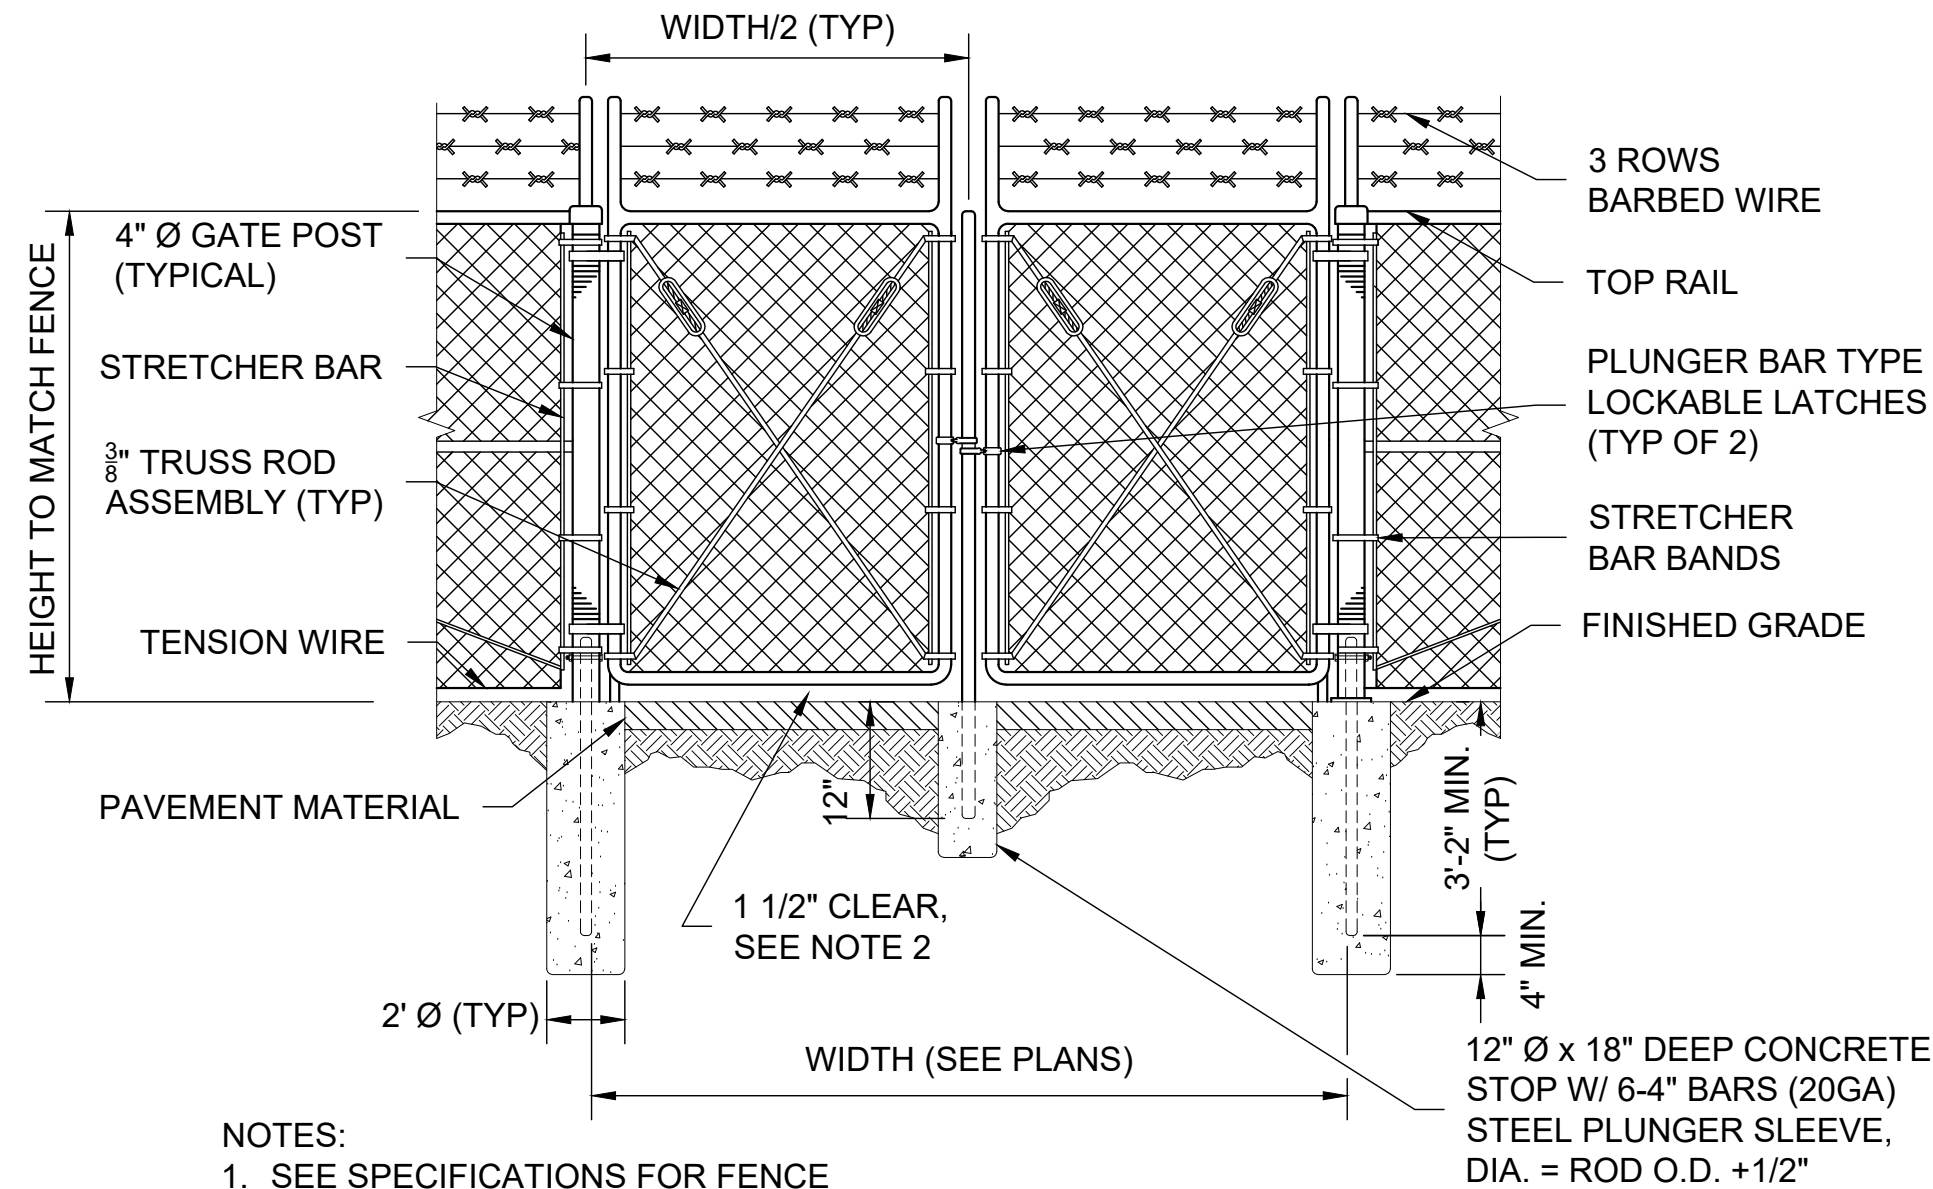 WIDTH/2 (TYP)
3 ROWS
BARBED WIRE
4" Ø GATE POST
(TYPICAL)
TOP RAIL
HEIGHT TO MATCH FENCE
STRETCHER BAR
PLUNGER BAR TYPE
LOCKABLE LATCHES
(TYP OF 2)
3/8" TRUSS ROD
ASSEMBLY (TYP)
STRETCHER
BAR BANDS
TENSION WIRE
FINISHED GRADE
PAVEMENT MATERIAL
12"
3'-2" MIN.
(TYP)
1 1/2" CLEAR,
SEE NOTE 2
4" MIN.
2' Ø (TYP)
WIDTH (SEE PLANS)
12" Ø x 18" DEEP CONCRETE
STOP W/ 6-4" BARS (20GA)
STEEL PLUNGER SLEEVE,
DIA. = ROD O.D. +1/2"
NOTES:
1. SEE SPECIFICATIONS FOR FENCE